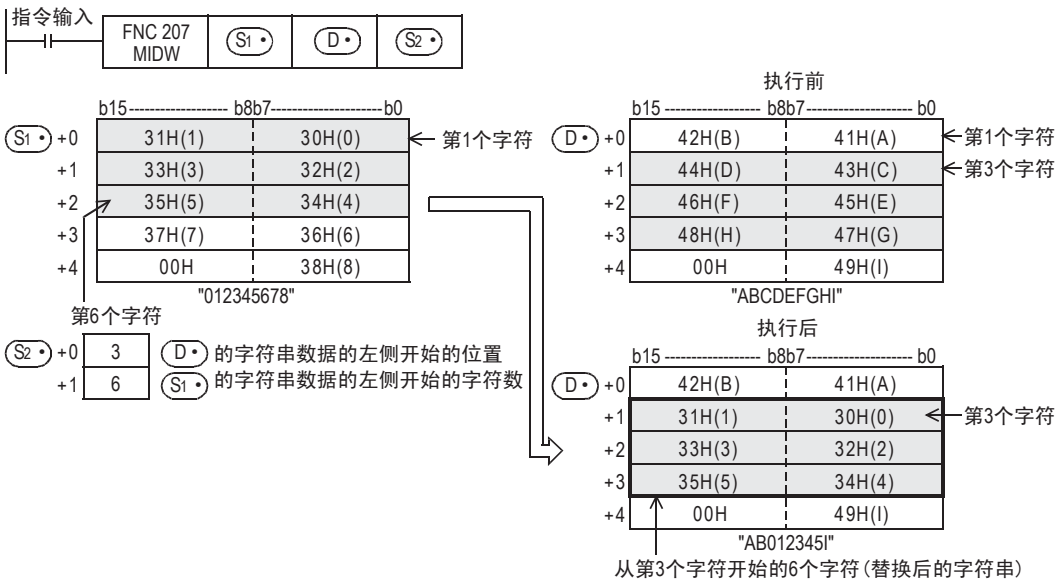 指令输入
FNC 207
MIDW
S1・
D・
S2・
b15 b8b7 b0
S1・ +0 31H(1) 30H(0) 第1个字符
+1 33H(3) 32H(2)
+2 35H(5) 34H(4)
+3 37H(7) 36H(6)
+4 00H 38H(8)
"012345678"
第6个字符
S2・ +0 3 D・ 的字符串数据的左侧开始的位置
+1 6 S1・ 的字符串数据的左侧开始的字符数
执行前
b15 b8b7 b0
D・ +0 42H(B) 41H(A) 第1个字符
+1 44H(D) 43H(C) 第3个字符
+2 46H(F) 45H(E)
+3 48H(H) 47H(G)
+4 00H 49H(I)
"ABCDEFGHI"
执行后
b15 b8b7 b0
D・ +0 42H(B) 41H(A)
+1 31H(1) 30H(0) 第3个字符
+2 33H(3) 32H(2)
+3 35H(5) 34H(4)
+4 00H 49H(I)
"AB012345I"
从第3个字符开始的6个字符(替换后的字符串)